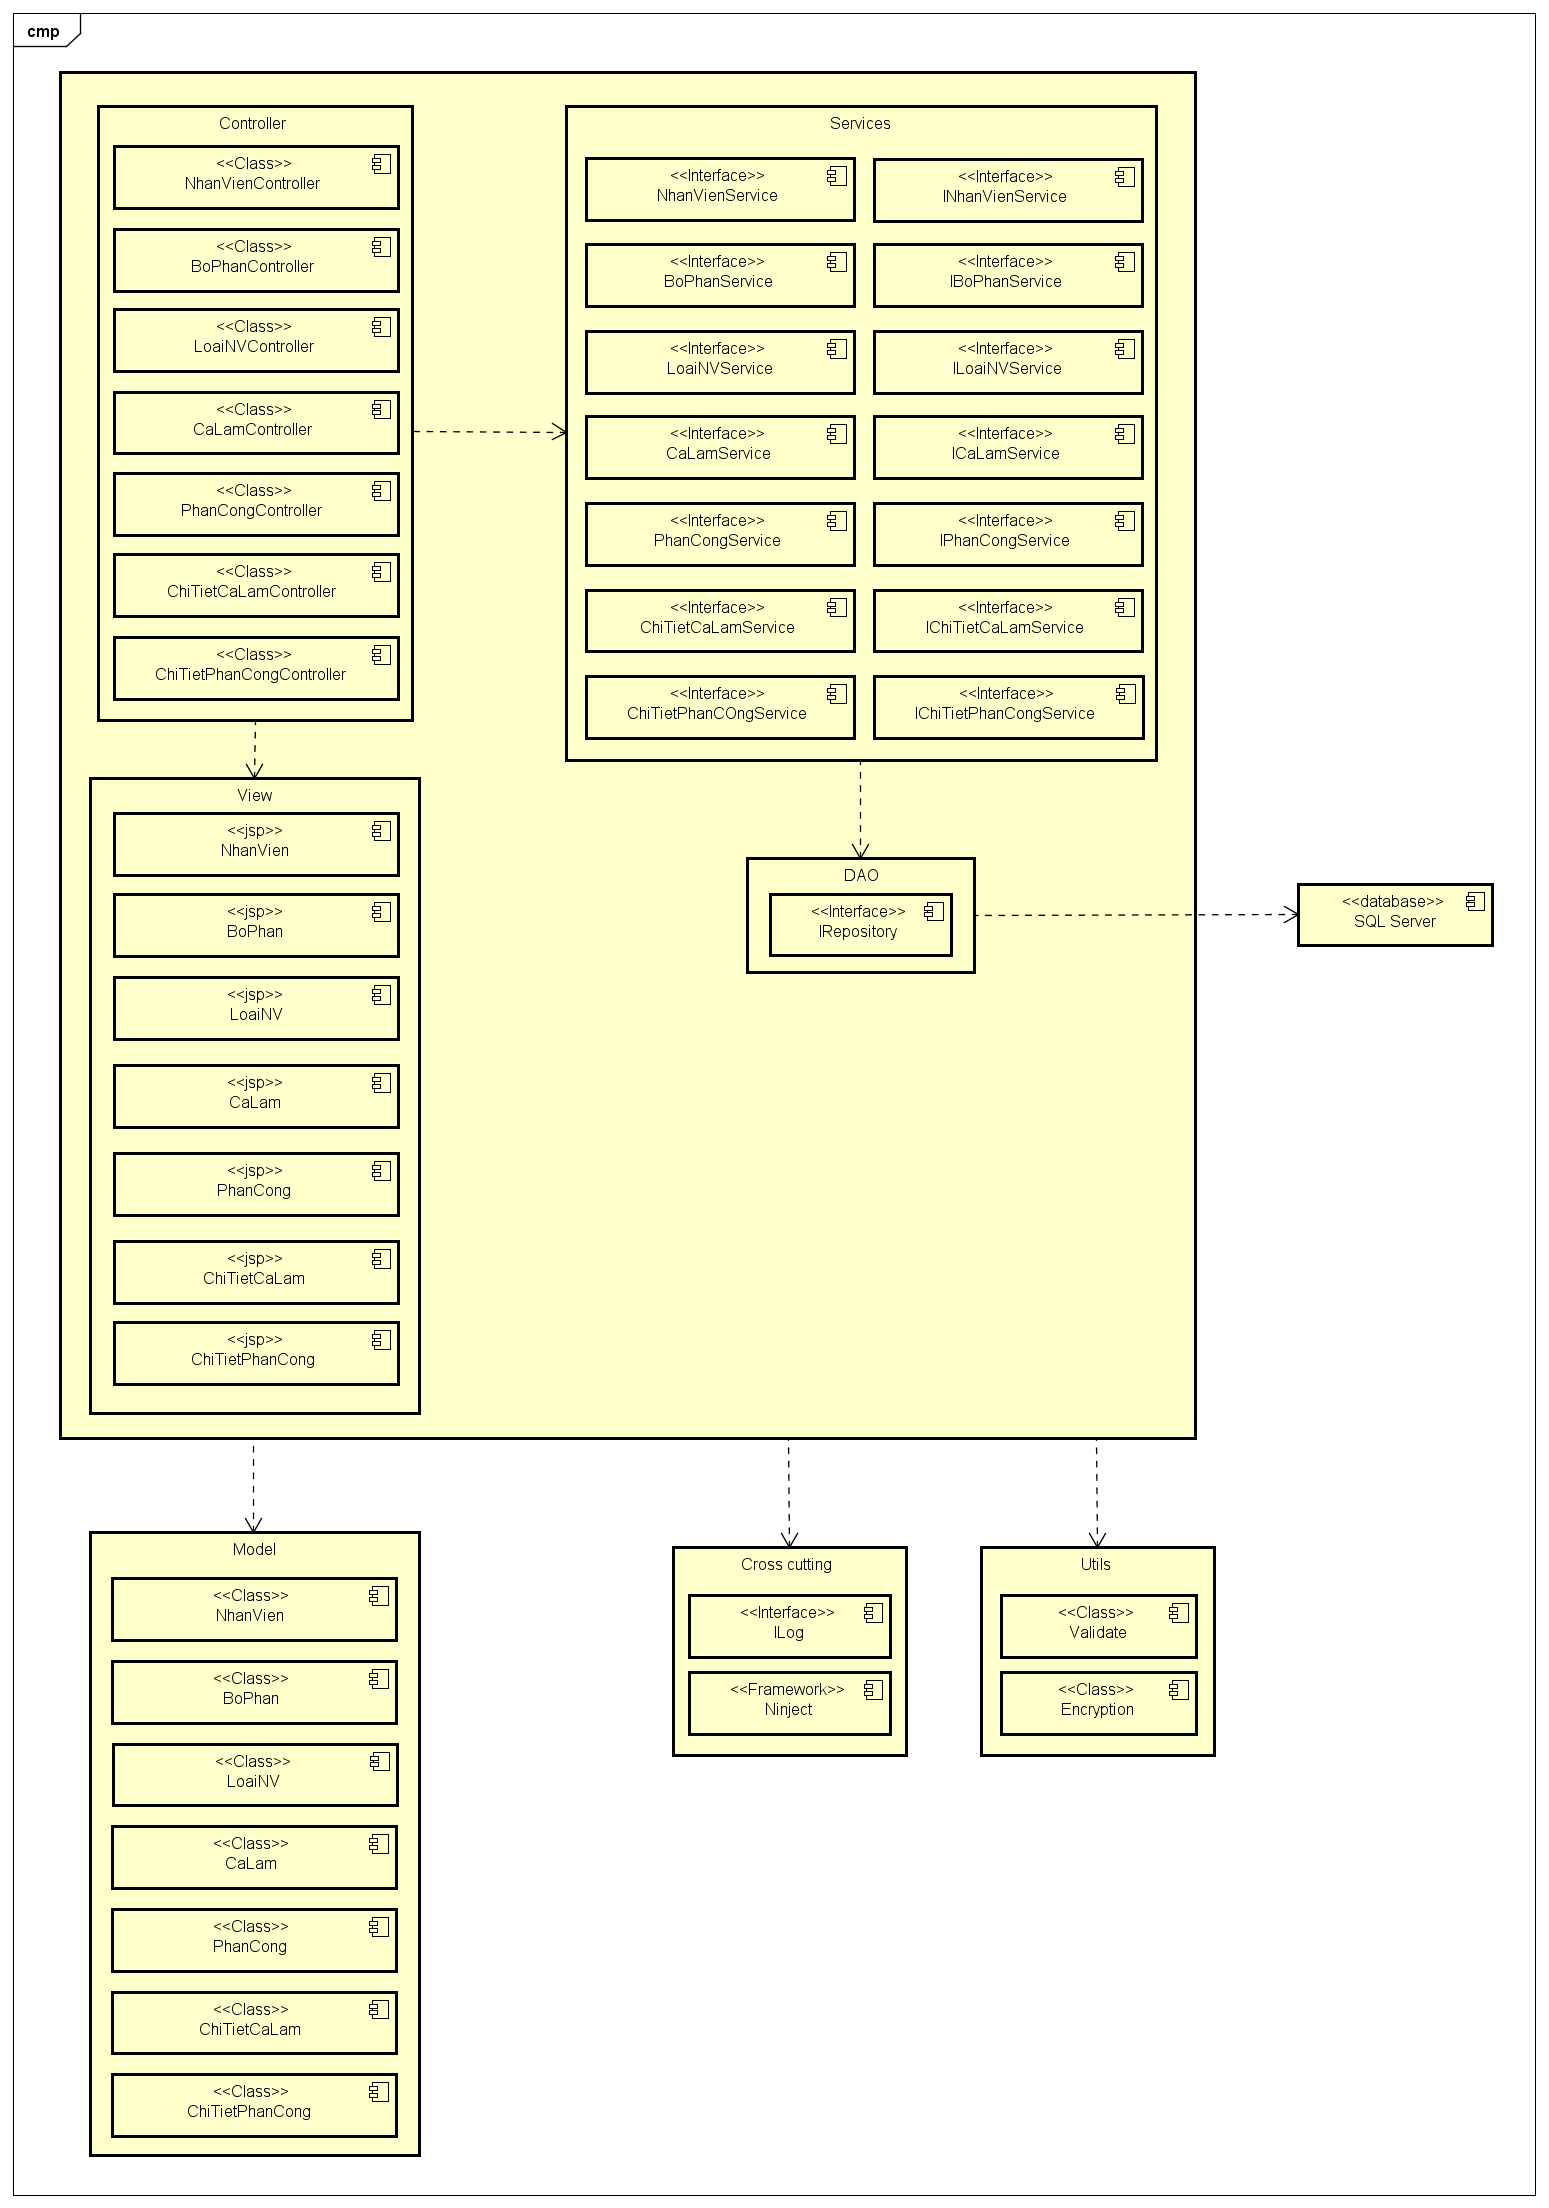 cmp
Controller
<<Class>>
NhanVienController
<<Class>>
BoPhanController
<<Class>>
LoaiNVController
<<Class>>
CaLamController
<<Class>>
PhanCongController
<<Class>>
ChiTietCaLamController
<<Class>>
ChiTietPhanCongController
Services
<<Interface>>
NhanVienService
<<Interface>>
INhanVienService
<<Interface>>
BoPhanService
<<Interface>>
IBoPhanService
<<Interface>>
LoaiNVService
<<Interface>>
ILoaiNVService
<<Interface>>
CaLamService
<<Interface>>
ICaLamService
<<Interface>>
PhanCongService
<<Interface>>
IPhanCongService
<<Interface>>
ChiTietCaLamService
<<Interface>>
IChiTietCaLamService
<<Interface>>
ChiTietPhanCOngService
<<Interface>>
IChiTietPhanCongService
View
<<jsp>>
NhanVien
<<jsp>>
BoPhan
<<jsp>>
LoaiNV
<<jsp>>
CaLam
<<jsp>>
PhanCong
<<jsp>>
ChiTietCaLam
<<jsp>>
ChiTietPhanCong
DAO
<<Interface>>
IRepository
<<database>>
SQL Server
Model
<<Class>>
NhanVien
<<Class>>
BoPhan
<<Class>>
LoaiNV
<<Class>>
CaLam
<<Class>>
PhanCong
<<Class>>
ChiTietCaLam
<<Class>>
ChiTietPhanCong
Cross cutting
<<Interface>>
ILog
<<Framework>>
Ninject
Utils
<<Class>>
Validate
<<Class>>
Encryption